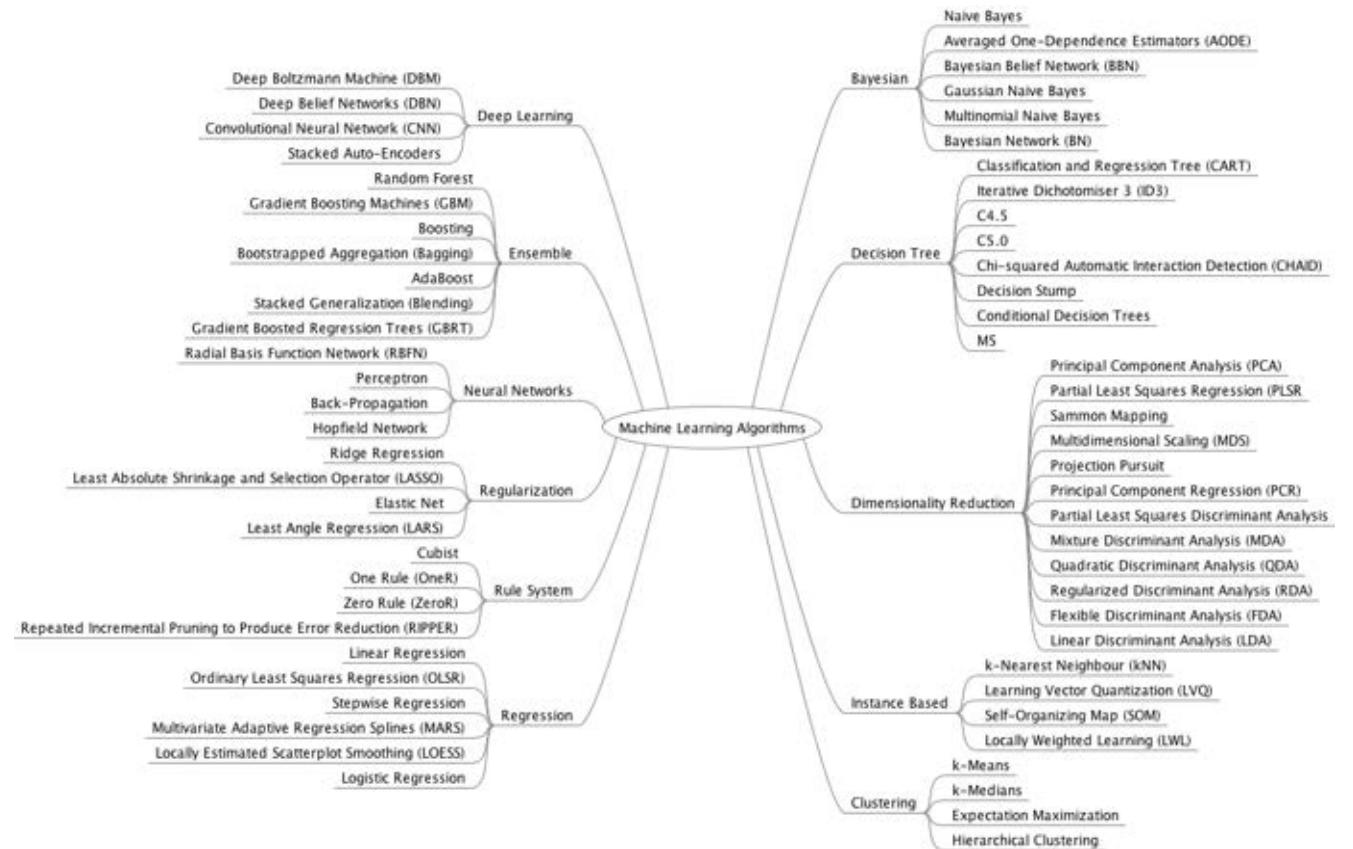 Machine Learning Algorithms
Deep Learning
Deep Boltzmann Machine (DBM)
Deep Belief Networks (DBN)
Convolutional Neural Network (CNN)
Stacked Auto-Encoders
Ensemble
Random Forest
Gradient Boosting Machines (GBM)
Boosting
Bootstrapped Aggregation (Bagging)
AdaBoost
Stacked Generalization (Blending)
Gradient Boosted Regression Trees (GBRT)
Neural Networks
Radial Basis Function Network (RBFN)
Perceptron
Back-Propagation
Hopfield Network
Regularization
Ridge Regression
Least Absolute Shrinkage and Selection Operator (LASSO)
Elastic Net
Least Angle Regression (LARS)
Rule System
Cubist
One Rule (OneR)
Zero Rule (ZeroR)
Repeated Incremental Pruning to Produce Error Reduction (RIPPER)
Regression
Linear Regression
Ordinary Least Squares Regression (OLSR)
Stepwise Regression
Multivariate Adaptive Regression Splines (MARS)
Locally Estimated Scatterplot Smoothing (LOESS)
Logistic Regression
Bayesian
Naive Bayes
Averaged One-Dependence Estimators (AODE)
Bayesian Belief Network (BBN)
Gaussian Naive Bayes
Multinomial Naive Bayes
Bayesian Network (BN)
Decision Tree
Classification and Regression Tree (CART)
Iterative Dichotomiser 3 (ID3)
C4.5
C5.0
Chi-squared Automatic Interaction Detection (CHAID)
Decision Stump
Conditional Decision Trees
M5
Dimensionality Reduction
Principal Component Analysis (PCA)
Partial Least Squares Regression (PLSR
Sammon Mapping
Multidimensional Scaling (MDS)
Projection Pursuit
Principal Component Regression (PCR)
Partial Least Squares Discriminant Analysis
Mixture Discriminant Analysis (MDA)
Quadratic Discriminant Analysis (QDA)
Regularized Discriminant Analysis (RDA)
Flexible Discriminant Analysis (FDA)
Linear Discriminant Analysis (LDA)
Instance Based
k-Nearest Neighbour (kNN)
Learning Vector Quantization (LVQ)
Self-Organizing Map (SOM)
Locally Weighted Learning (LWL)
Clustering
k-Means
k-Medians
Expectation Maximization
Hierarchical Clustering